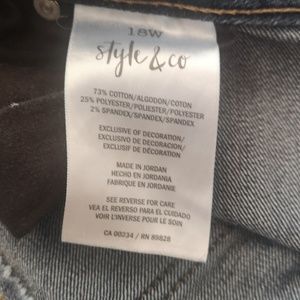 18W
style & co
73% COTTON/ALGODON/COTON
25% POLYESTER/POLIESTER/POLYESTER
2% SPANDEX/SPANDEX/SPANDEX
EXCLUSIVE OF DECORATION/
EXCLUSIVO DE DECORACION/
EXCLUSIF DE DÉCORATION
MADE IN JORDAN
HECHO EN JORDANIA
FABRIQUE EN JORDANIE
SEE REVERSE FOR CARE
VEA EL REVERSO PARA EL CUIDADO
VOIR L'INVERSE POUR LE SOIN
CA 00234 / RN 89828